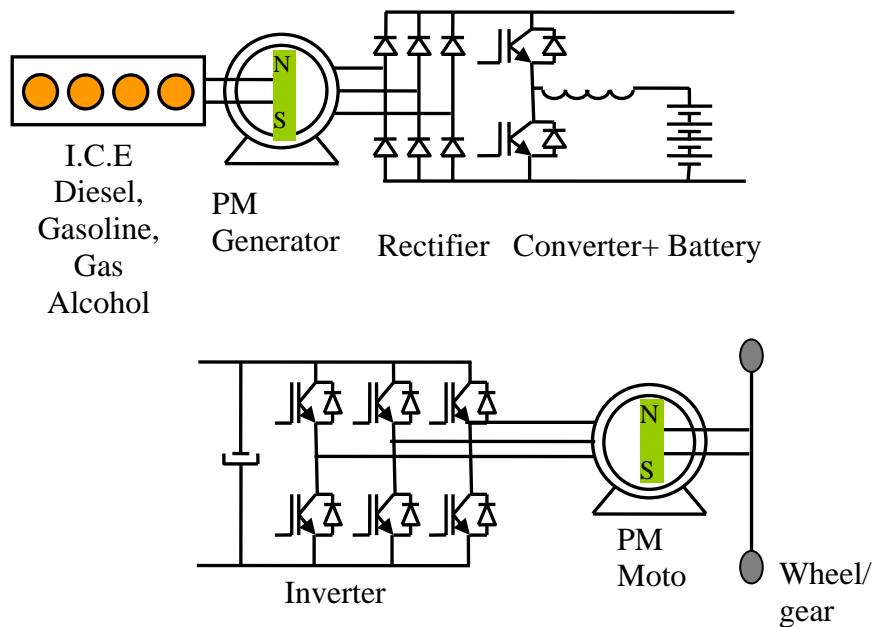 N
S
I.C.E
Diesel,
Gasoline,
Gas
Alcohol
PM
Generator
Rectifier
Converter+ Battery
N
S
PM
Moto
Inverter
Wheel/
gear